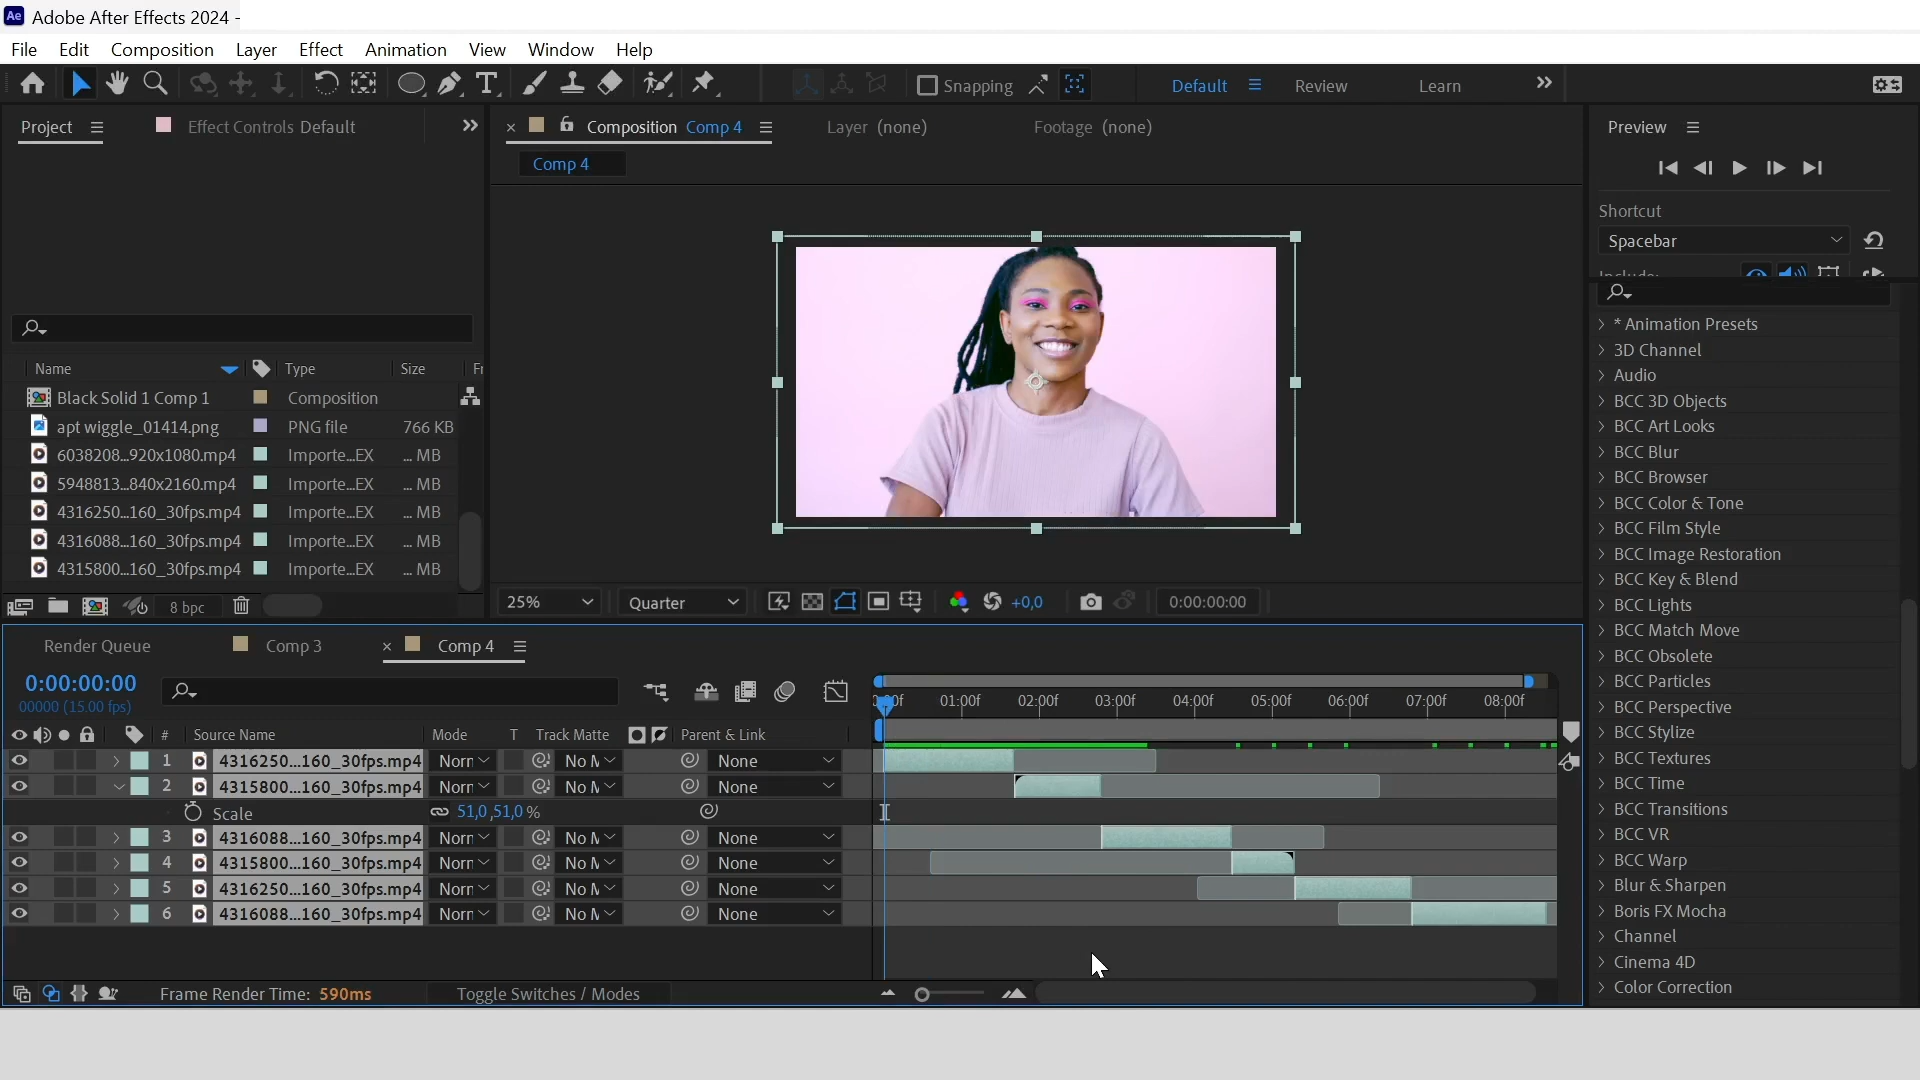 Ae Adobe After Effects 2024 -
File Edit Composition Layer Effect Animation View Window Help
T Snapping Default Review Learn
Project Effect Controls Default
× Composition Comp 4 Layer (none) Footage (none)
Preview
Comp 4
Shortcut
Spacebar
Name Type Size
Black Solid 1 Comp 1 Composition
apt wiggle_01414.png PNG file 766 KB
6038208...920x1080.mp4 Importe...EX ... MB
5948813...840x2160.mp4 Importe...EX ... MB
4316250...160_30fps.mp4 Importe...EX ... MB
4316088...160_30fps.mp4 Importe...EX ... MB
4315800...160_30fps.mp4 Importe...EX ... MB
8 bpc
25% Quarter +0,0 0:00:00:00
* Animation Presets
3D Channel
Audio
BCC 3D Objects
BCC Art Looks
BCC Blur
BCC Browser
BCC Color & Tone
BCC Film Style
BCC Image Restoration
BCC Key & Blend
BCC Lights
BCC Match Move
BCC Obsolete
BCC Particles
BCC Perspective
BCC Stylize
BCC Textures
BCC Time
BCC Transitions
BCC VR
BCC Warp
Blur & Sharpen
Boris FX Mocha
Channel
Cinema 4D
Color Correction
Render Queue Comp 3 × Comp 4
0:00:00:00
00000 (15.00 fps)
01:00f 02:00f 03:00f 04:00f 05:00f 06:00f 07:00f 08:00f
# Source Name Mode T Track Matte Parent & Link
1 4316250...160_30fps.mp4 Norn No M None
2 4315800...160_30fps.mp4 Norn No M None
Scale 51,0,51,0 %
3 4316088...160_30fps.mp4 Norn No M None
4 4315800...160_30fps.mp4 Norn No M None
5 4316250...160_30fps.mp4 Norn No M None
6 4316088...160_30fps.mp4 Norn No M None
Frame Render Time: 590ms Toggle Switches / Modes